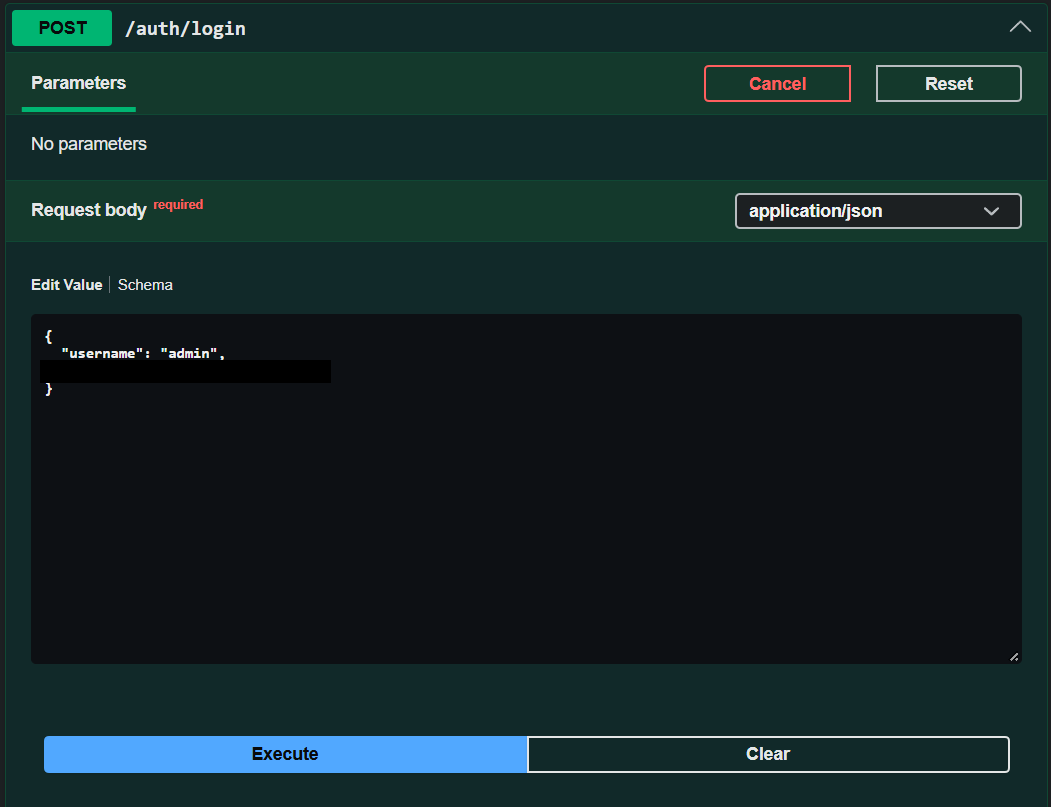 POST /auth/login
Parameters Cancel Reset
No parameters
Request body required application/json
Edit Value Schema
{
"username": "admin",
}
Execute Clear